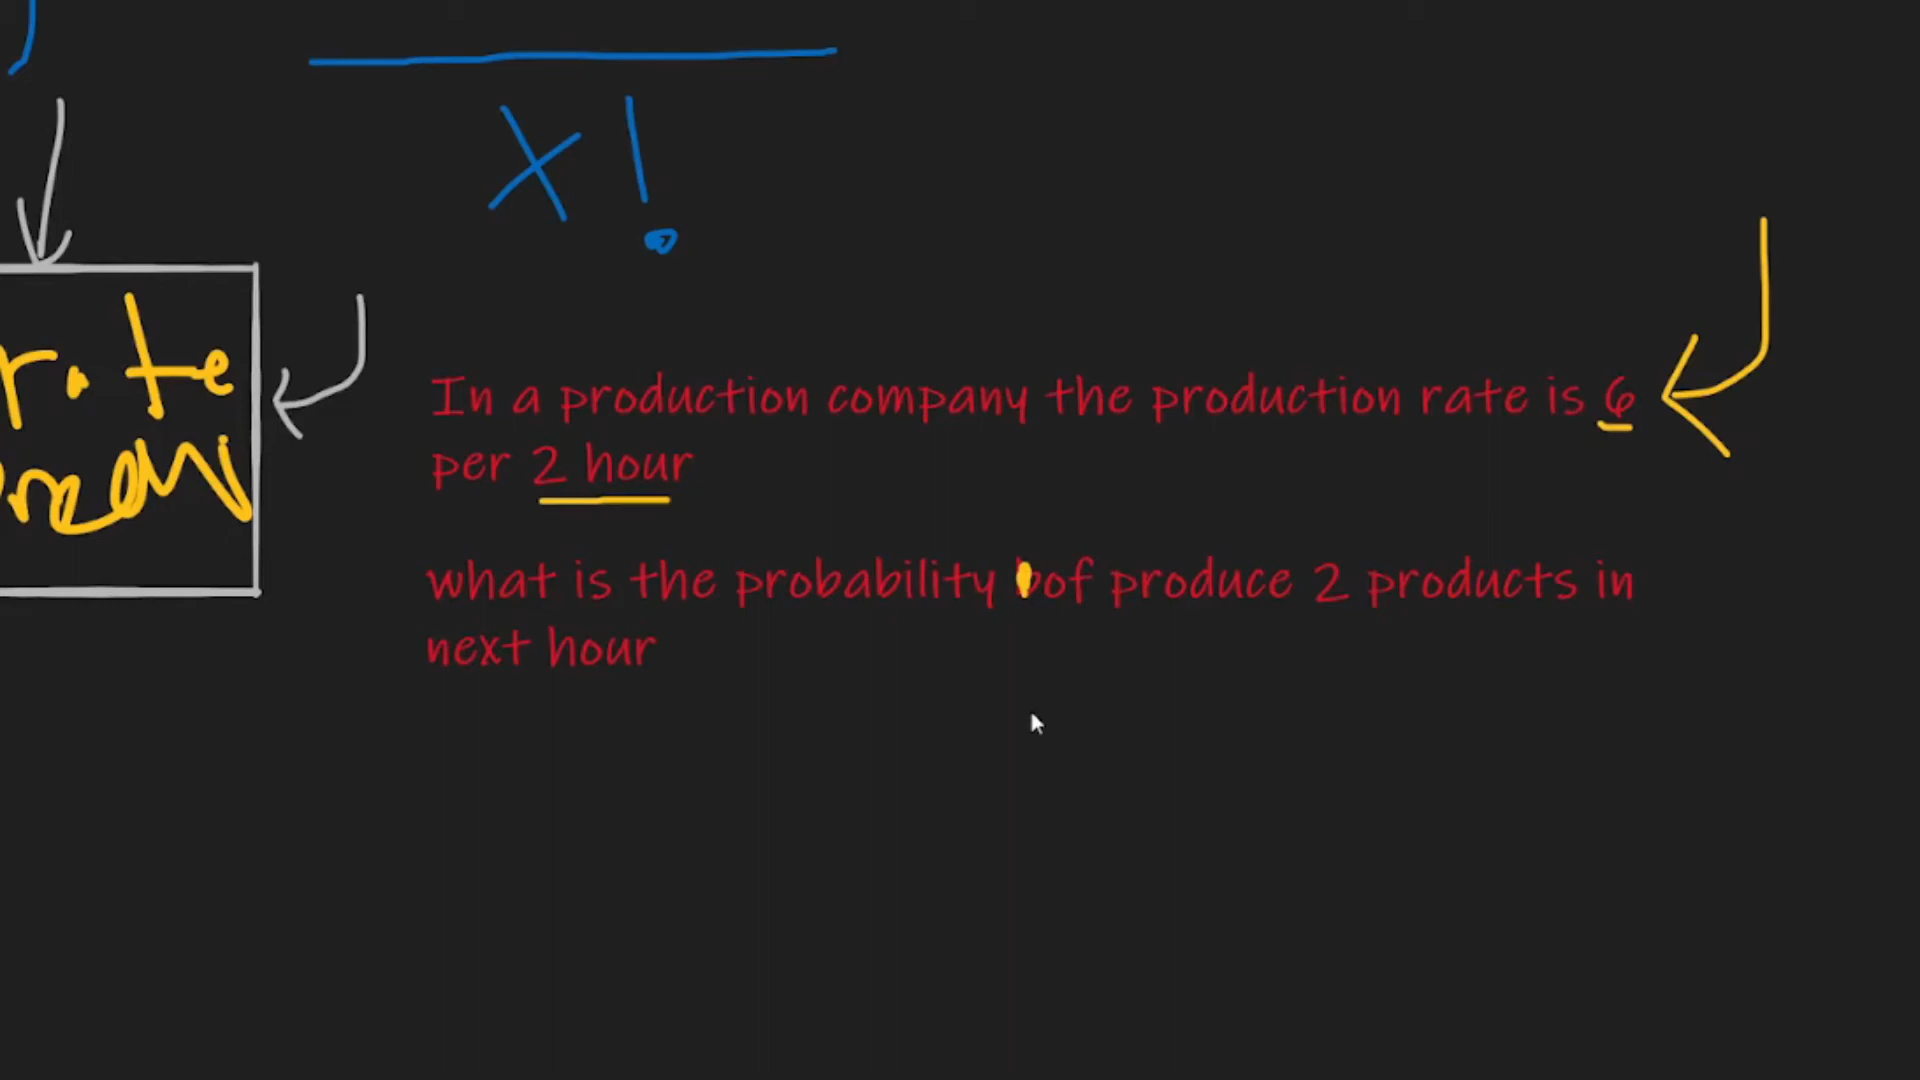 X!
rate
In a production company the production rate is 6
per 2 hour
what is the probability bof produce 2 products in
next hour